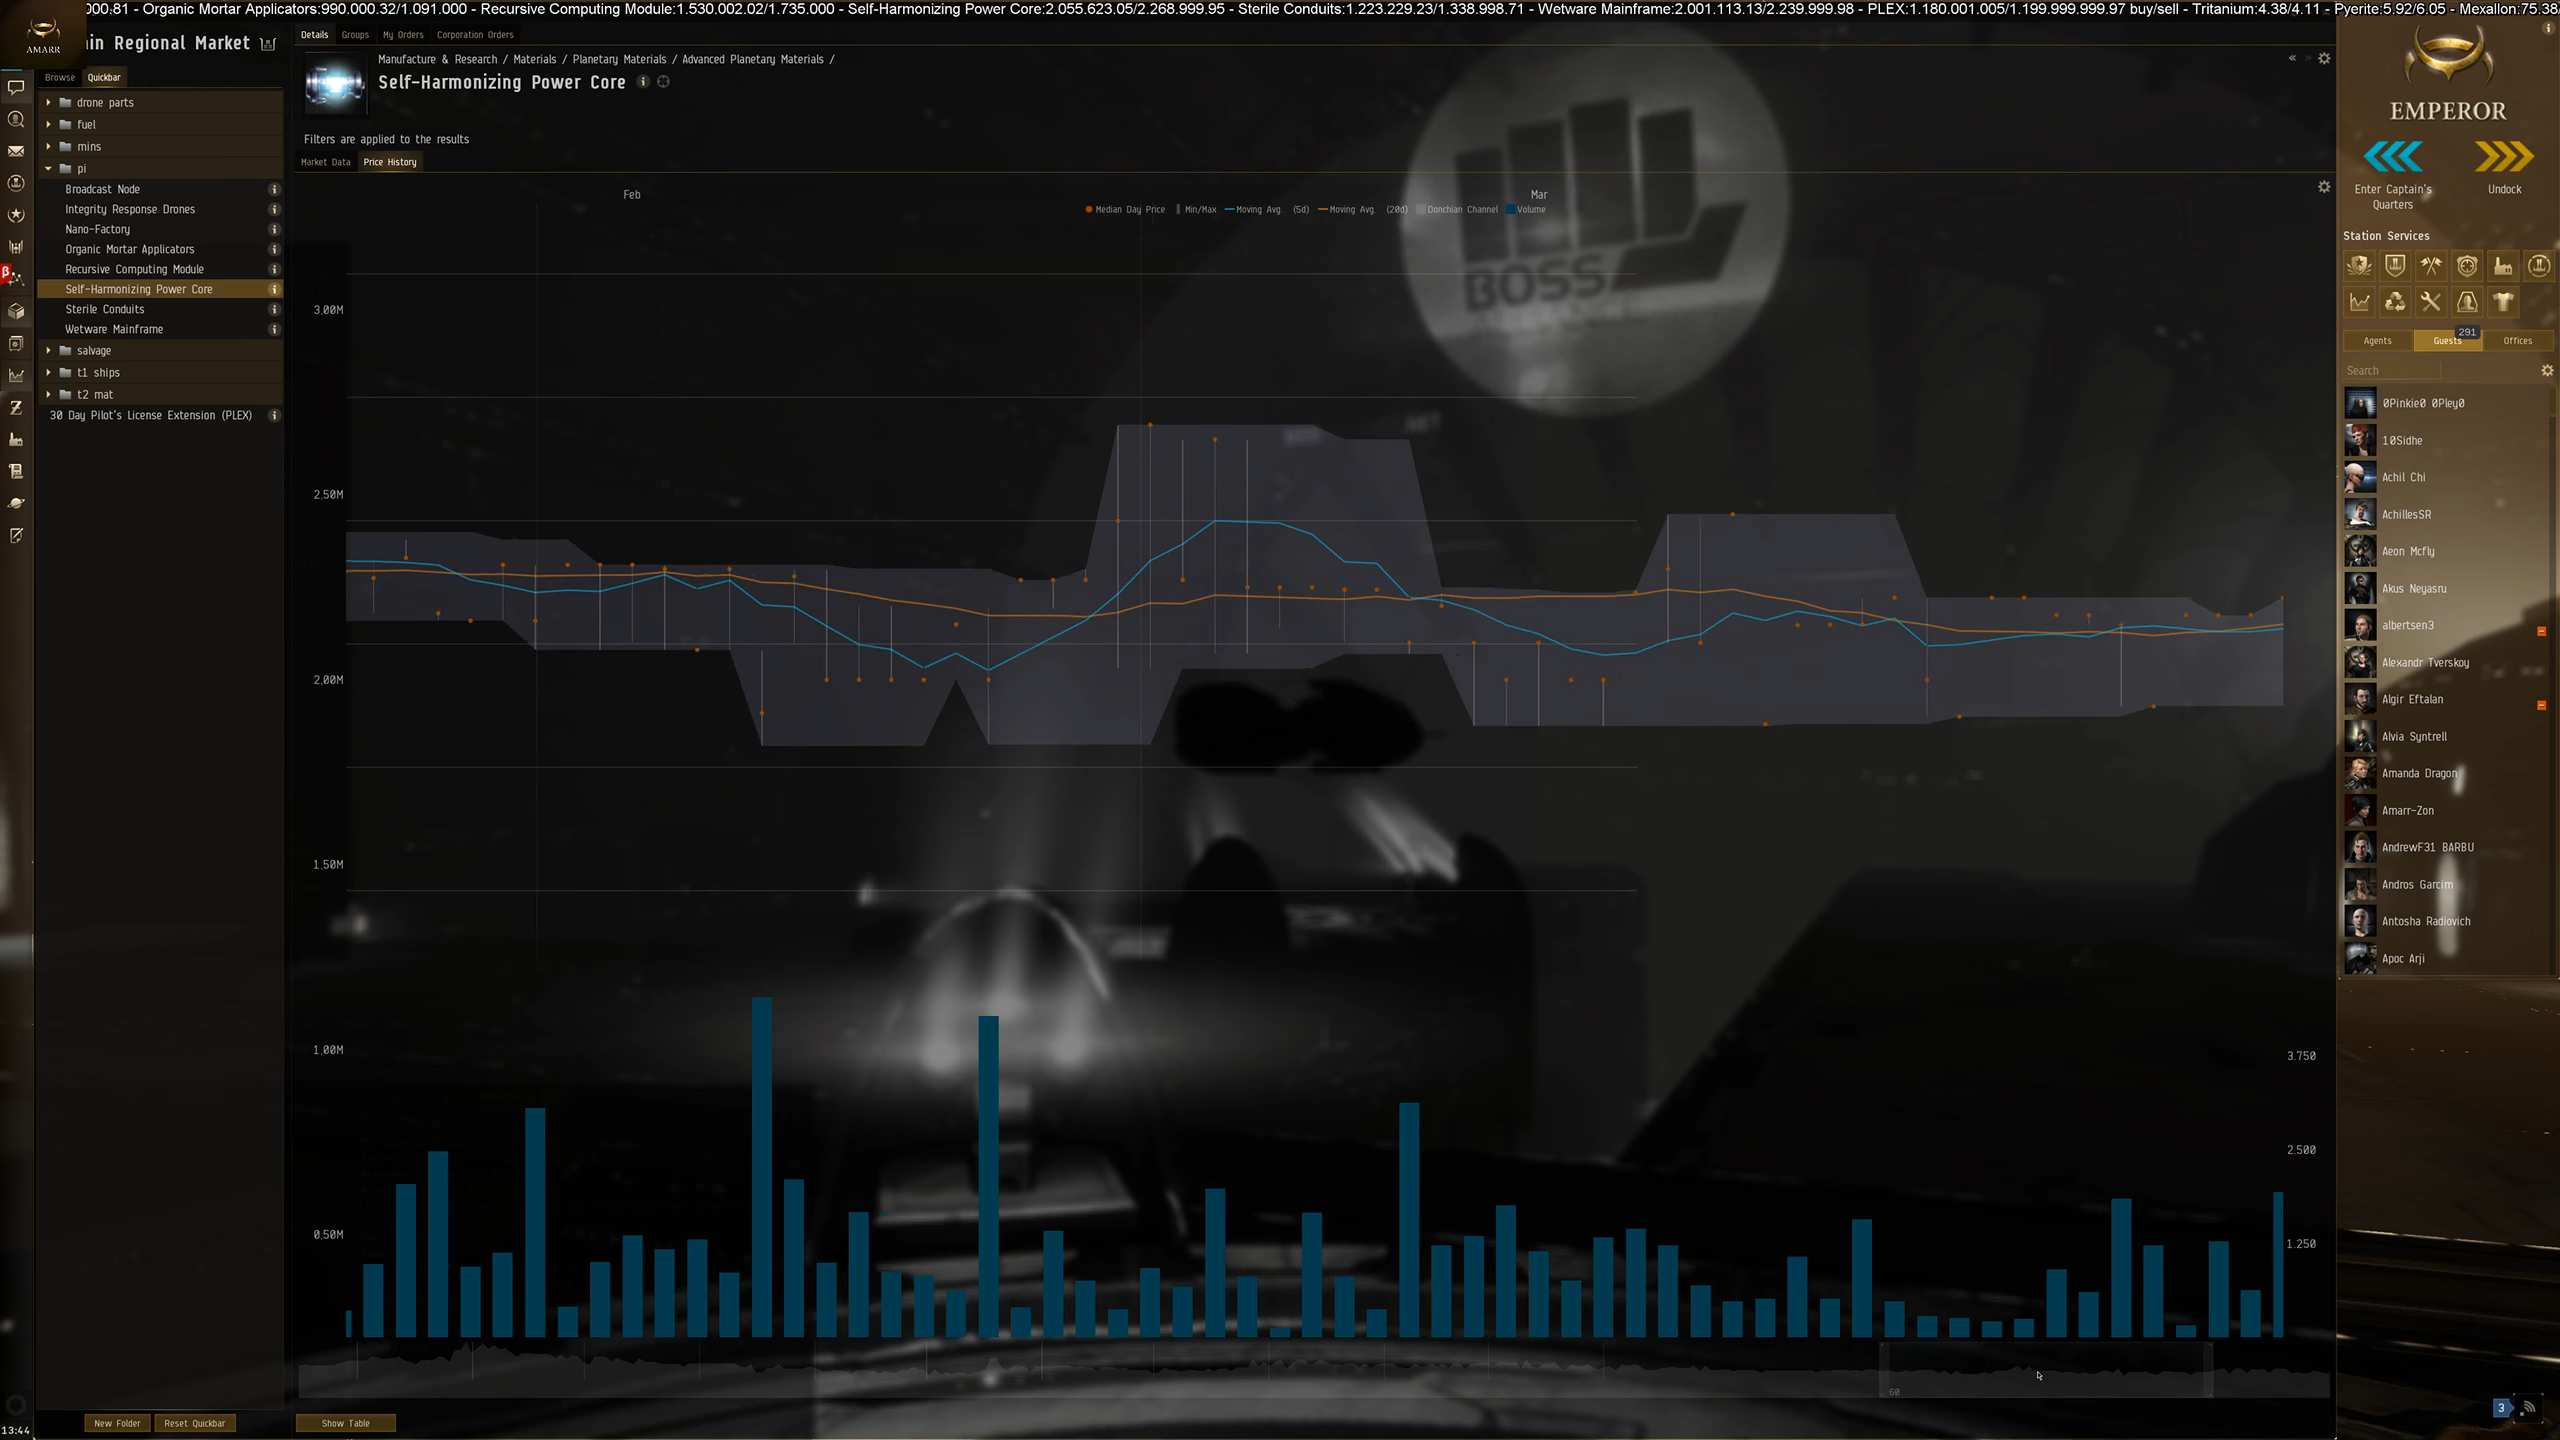 000.81 - Organic Mortar Applicators:990.000.32/1.091.000 - Recursive Computing Module:1.530.002.02/1.735.000 - Self-Harmonizing Power Core:2.055.623.05/2.268.999.95 - Sterile Conduits:1.223.229.23/1.338.998.71 - Wetware Mainframe:2.001.113.13/2.239.999.98 - PLEX:1.180.001.005/1.199.999.999.97 buy/sell - Tritanium:4.38/4.11 - Pyerite:5.92/6.05 - Mexallon:75.38
AMARR
in Regional Market
Browse Quickbar
drone parts
fuel
mins
pi
Broadcast Node
Integrity Response Drones
Nano-Factory
Organic Mortar Applicators
Recursive Computing Module
Self-Harmonizing Power Core
Sterile Conduits
Wetware Mainframe
salvage
t1 ships
t2 mat
30 Day Pilot's License Extension (PLEX)
New Folder Reset Quickbar
13:44
β
Details Groups My Orders Corporation Orders
Manufacture & Research / Materials / Planetary Materials / Advanced Planetary Materials /
Self-Harmonizing Power Core
Filters are applied to the results
Market Data Price History
Feb Mar
Median Day Price Min/Max Moving Avg. (5d) Moving Avg. (20d) Donchian Channel Volume
BOSS
3,00M
2,50M
2,00M
1,50M
1,00M
0,50M
3.750
2.500
1.250
60
Show Table
EMPEROR
Enter Captain's Quarters
Undock
Station Services
291
Agents Guests Offices
Search
0Pinkie0 0Pley0
10Sidhe
Achil Chi
AchillesSR
Aeon Mcfly
Akus Neyasru
albertsen3
Alexandr Tverskoy
Algir Eftalan
Alvia Syntrell
Amanda Dragon
Amarr-Zon
AndrewF31 BARBU
Andros Garcim
Antosha Radiovich
Apoc Arji
3